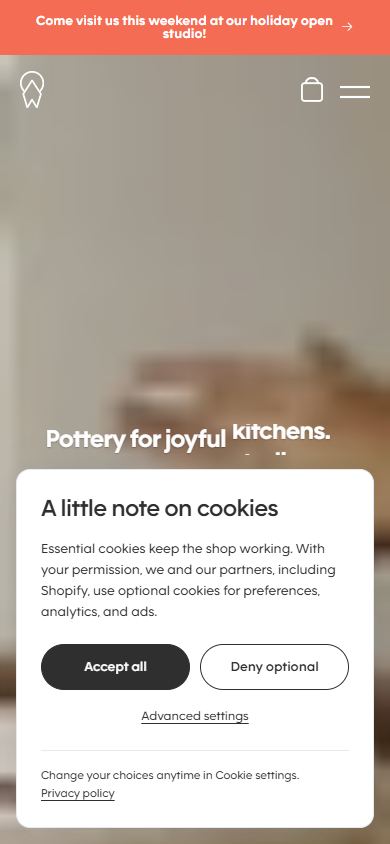 Come visit us this weekend at our holiday open
studio!
Pottery for joyful kitchens.
A little note on cookies
Essential cookies keep the shop working. With
your permission, we and our partners, including
Shopify, use optional cookies for preferences,
analytics, and ads.
Accept all
Deny optional
Advanced settings
Change your choices anytime in Cookie settings.
Privacy policy